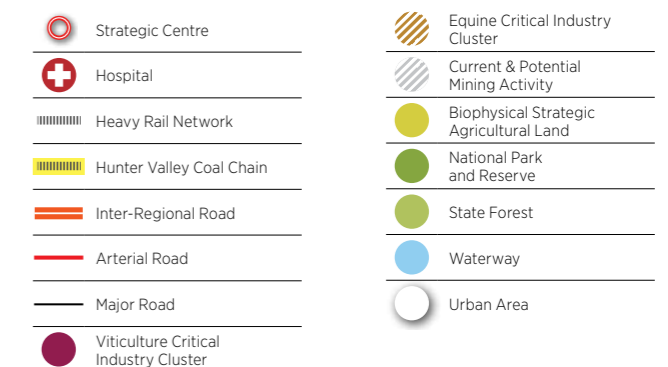 Strategic Centre
Hospital
Heavy Rail Network
Hunter Valley Coal Chain
Inter-Regional Road
Arterial Road
Major Road
Viticulture Critical
Industry Cluster
Equine Critical Industry
Cluster
Current & Potential
Mining Activity
Biophysical Strategic
Agricultural Land
National Park
and Reserve
State Forest
Waterway
Urban Area